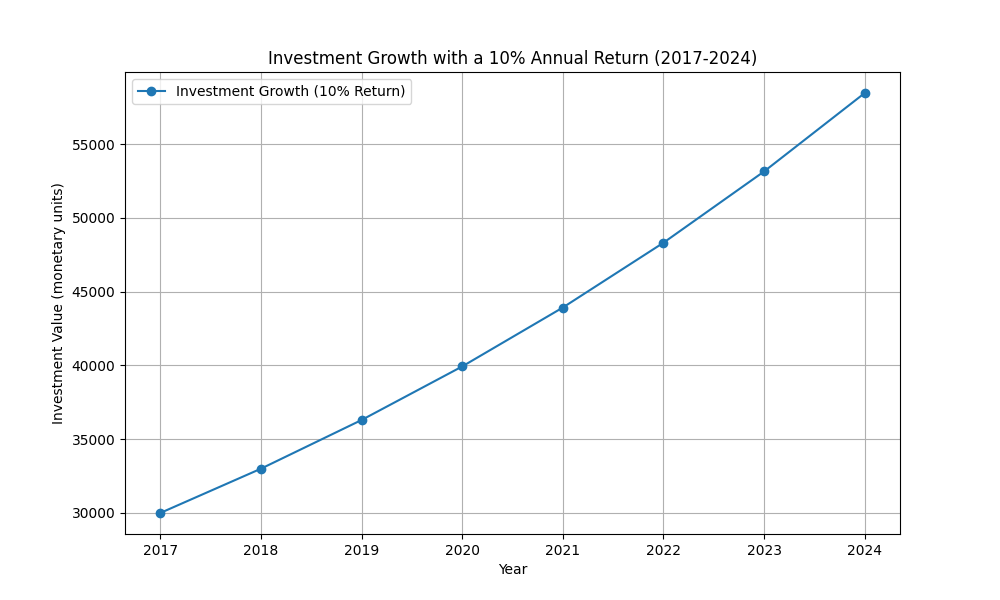 Investment Growth with a 10% Annual Return (2017-2024)
Investment Growth (10% Return)
Investment Value (monetary units)
55000
50000
45000
40000
35000
30000
2017 2018 2019 2020 2021 2022 2023 2024
Year